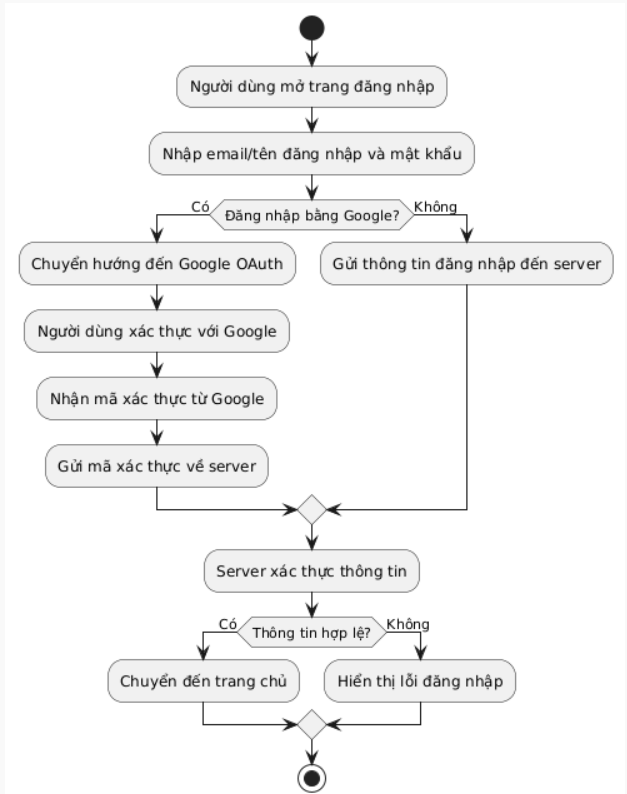 Người dùng mở trang đăng nhập
Nhập email/tên đăng nhập và mật khẩu
Đăng nhập bằng Google?
Có
Không
Chuyển hướng đến Google OAuth
Gửi thông tin đăng nhập đến server
Người dùng xác thực với Google
Nhận mã xác thực từ Google
Gửi mã xác thực về server
Server xác thực thông tin
Thông tin hợp lệ?
Có
Không
Chuyển đến trang chủ
Hiển thị lỗi đăng nhập